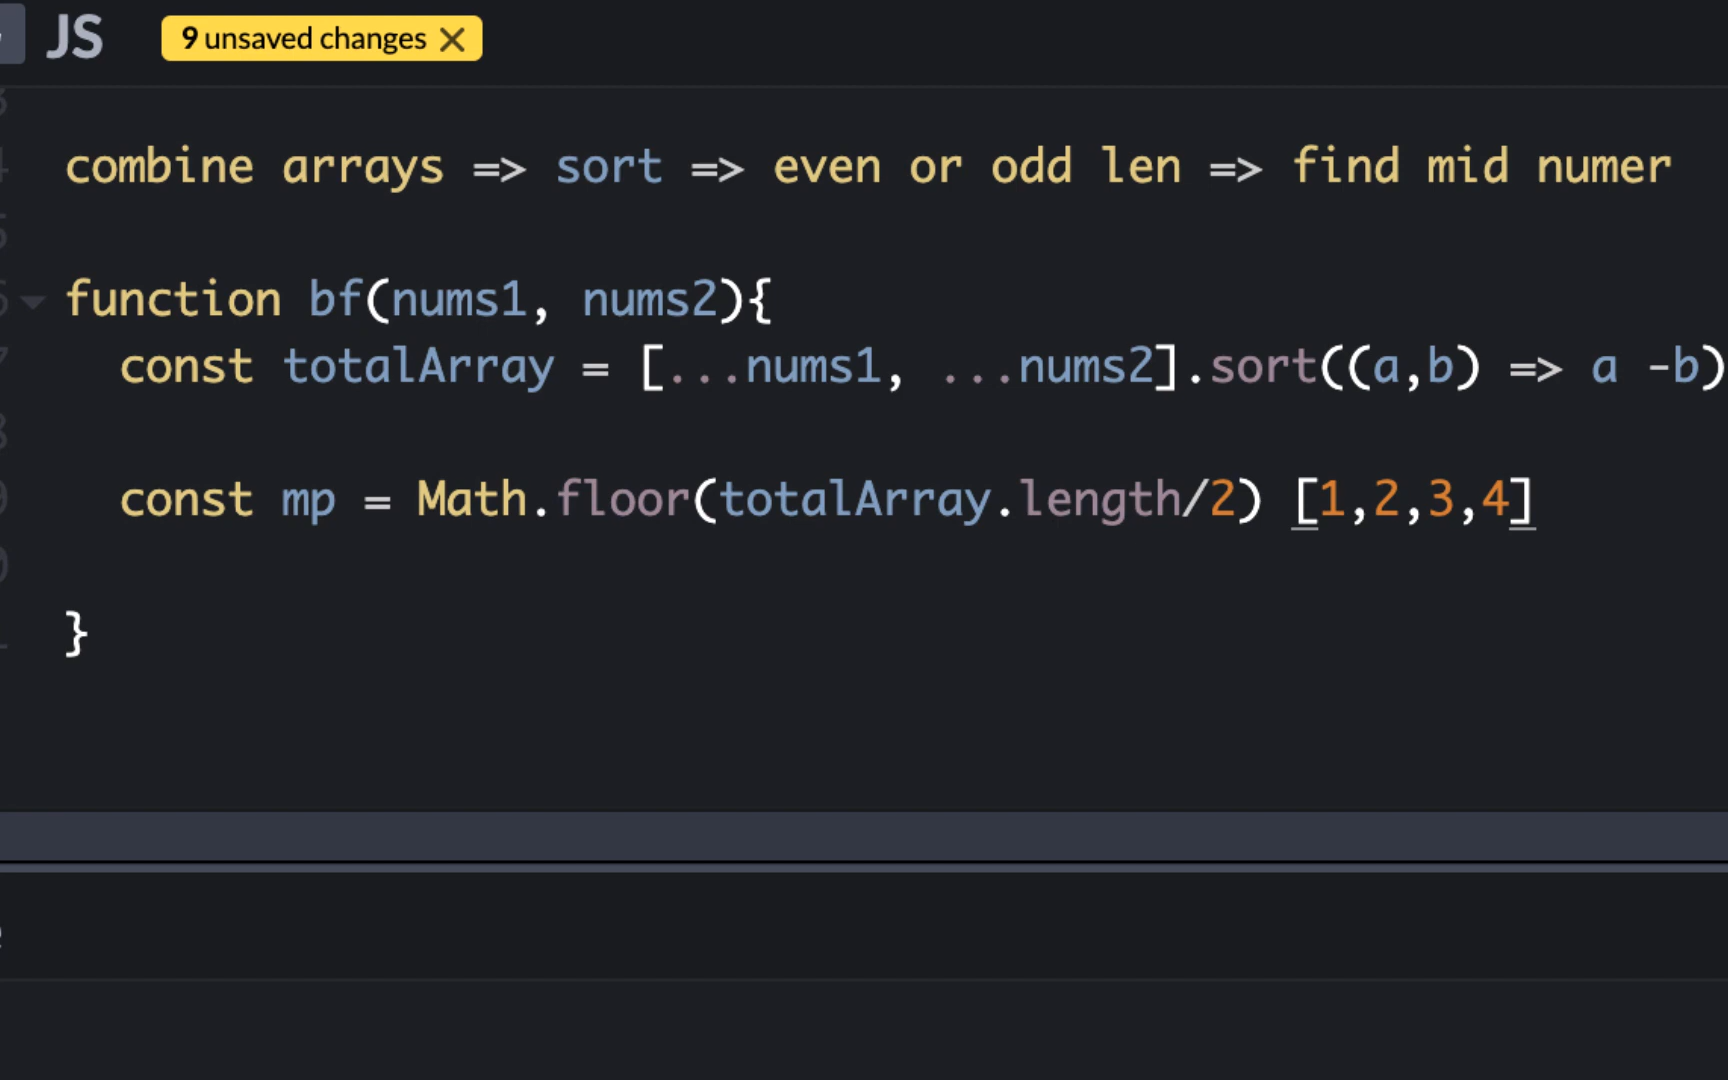 JS
9 unsaved changes ×
combine arrays => sort => even or odd len => find mid numer
function bf(nums1, nums2){
const totalArray = [...nums1, ...nums2].sort((a,b) => a -b)
const mp = Math.floor(totalArray.length/2) [1,2,3,4]
}